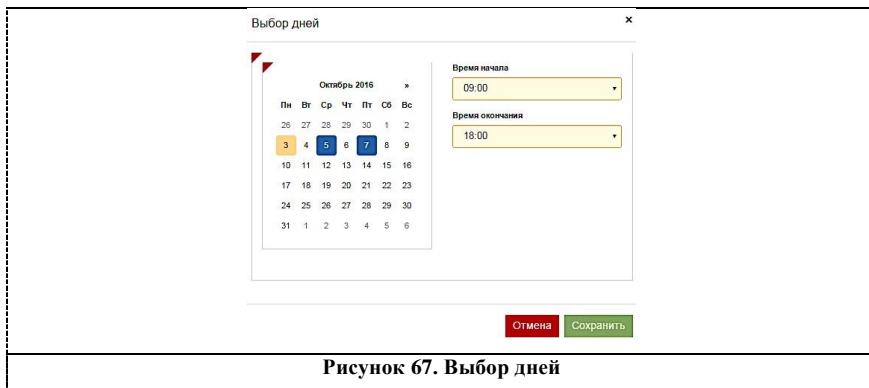 Выбор дней ×
Октябрь 2016 »
Пн Вт Ср Чт Пт Сб Вс
26 27 28 29 30 1 2
3 4 5 6 7 8 9
10 11 12 13 14 15 16
17 18 19 20 21 22 23
24 25 26 27 28 29 30
31 1 2 3 4 5 6
Время начала
09:00
Время окончания
18:00
Отмена Сохранить
Рисунок 67. Выбор дней